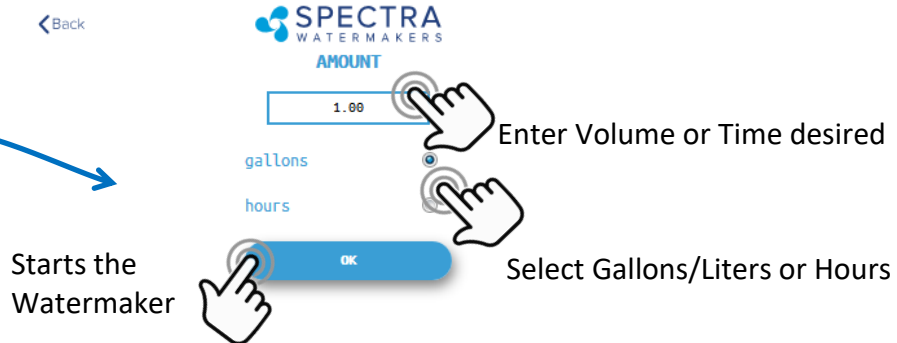 Back
SPECTRA
WATERMAKERS
AMOUNT
1.00
Enter Volume or Time desired
gallons
hours
Select Gallons/Liters or Hours
OK
Starts the
Watermaker